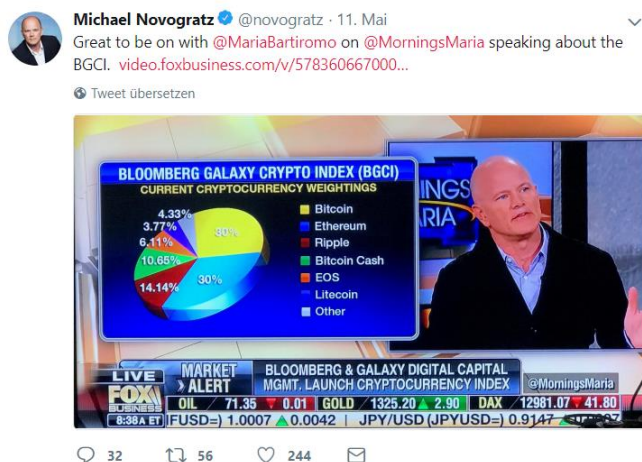 Michael Novogratz @novogratz · 11. Mai
Great to be on with @MariaBartiromo on @MorningsMaria speaking about the
BGCI. video.foxbusiness.com/v/578360667000...
Tweet übersetzen
BLOOMBERG GALAXY CRYPTO INDEX (BGCI)
CURRENT CRYPTOCURRENCY WEIGHTINGS
4.33%
3.77%
6.11%
10.65%
14.14%
30%
30%
Bitcoin
Ethereum
Ripple
Bitcoin Cash
EOS
Litecoin
Other
INGS
RIA
LIVE
FOX
BUSINESS
8:38A ET
MARKET
ALERT
BLOOMBERG & GALAXY DIGITAL CAPITAL
MGMT. LAUNCH CRYPTOCURRENCY INDEX
@MorningsMaria
OIL 71.35 0.01 GOLD 1325.20 2.90 DAX 12981.07 41.80
FUSD=) 1.0007 0.0042 JPY/USD (JPYUSD=) 0.9147
32 56 244